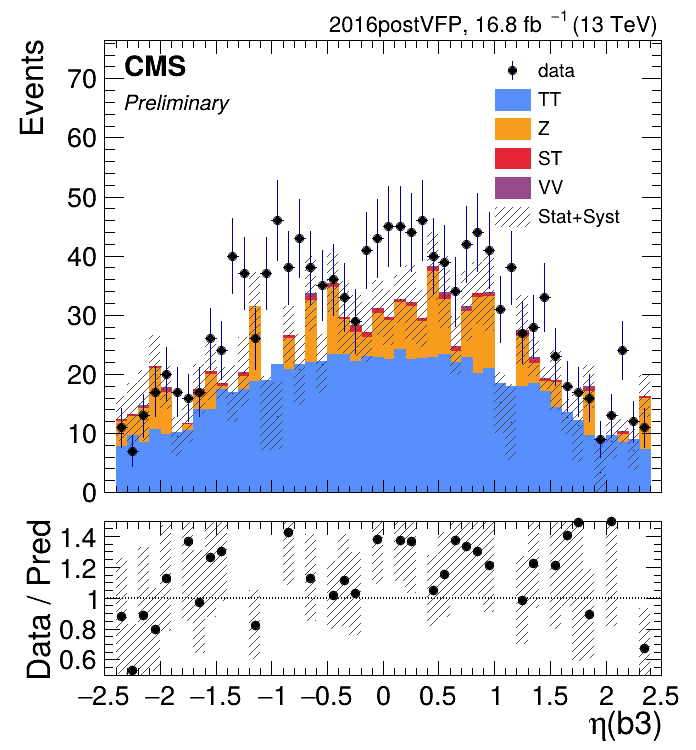 2016postVFP, 16.8 fb⁻¹ (13 TeV)
CMS
Preliminary
Events
70
60
50
40
30
20
10
0
data
TT
Z
ST
VV
Stat+Syst
Data / Pred
1.4
1.2
1
0.8
0.6
−2.5 −2 −1.5 −1 −0.5 0 0.5 1 1.5 2 2.5
η(b3)